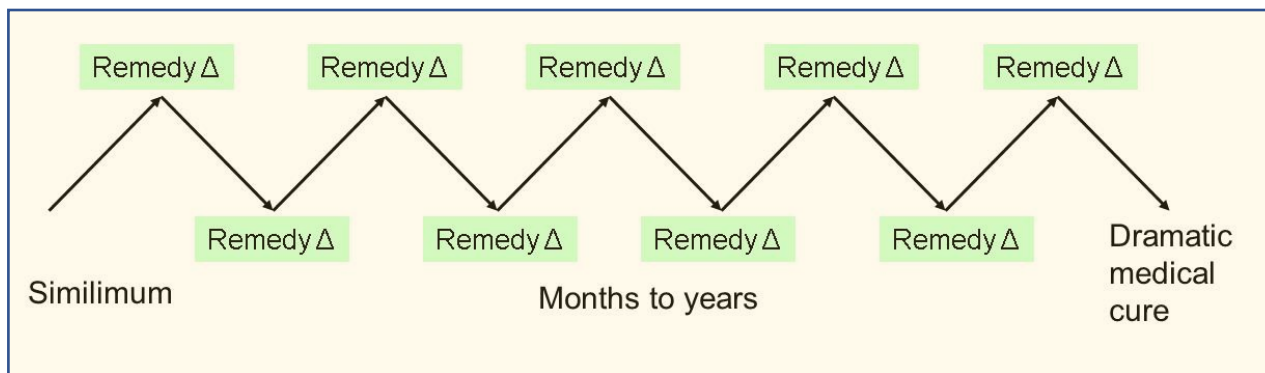 Remedy Δ Remedy Δ Remedy Δ Remedy Δ Remedy Δ
Remedy Δ Remedy Δ Remedy Δ Remedy Δ
Similimum
Months to years
Dramatic
medical
cure